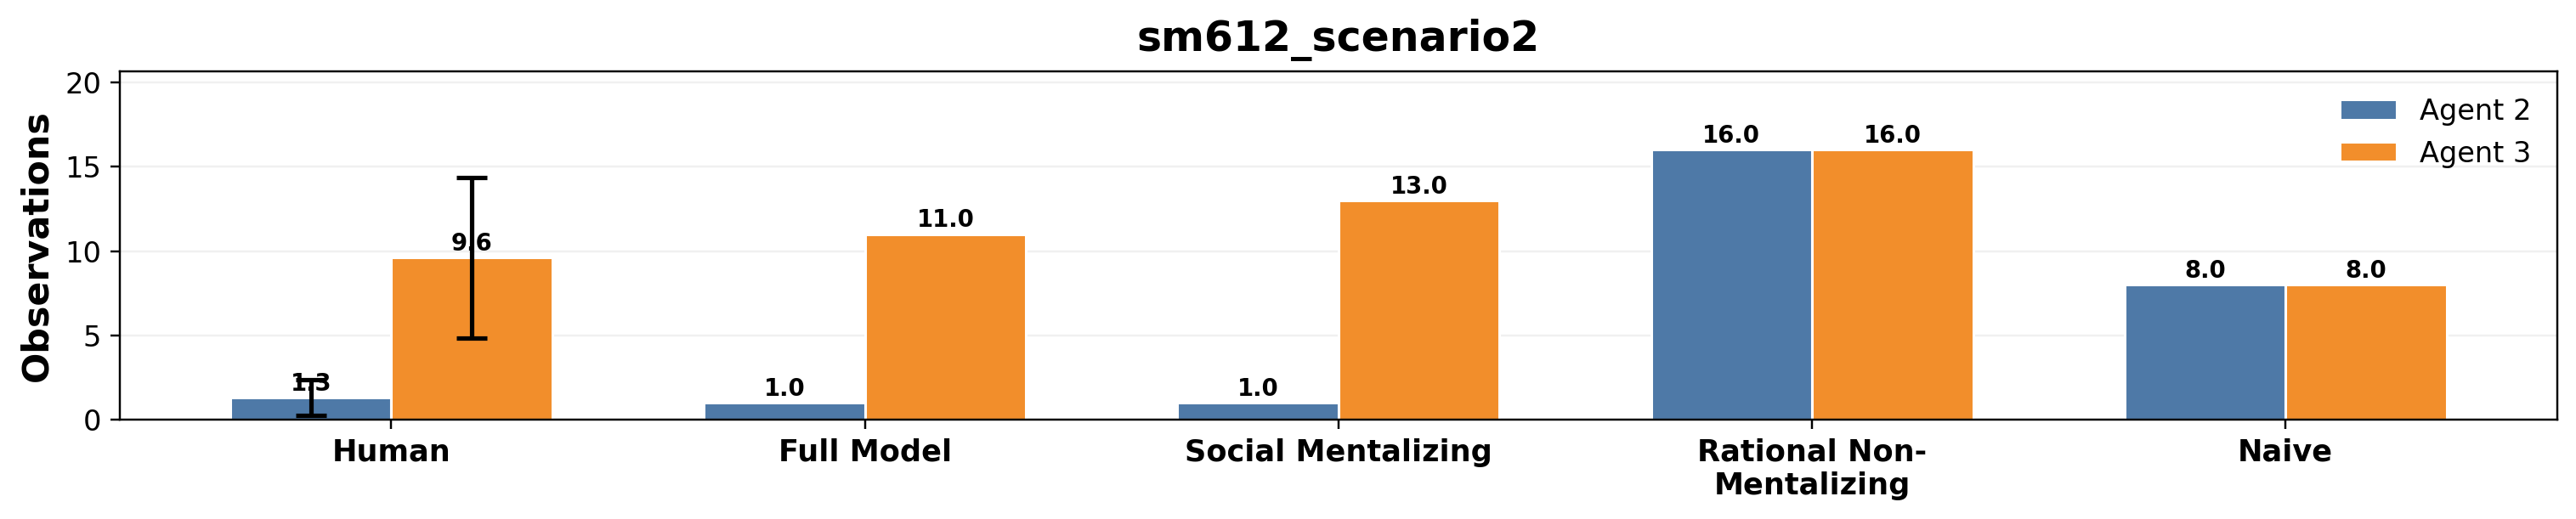 sm612_scenario2
Observations
20
15
10
5
0
1.3
9.6
1.0
11.0
1.0
13.0
16.0
16.0
8.0
8.0
Agent 2
Agent 3
Human
Full Model
Social Mentalizing
Rational Non-
Mentalizing
Naive